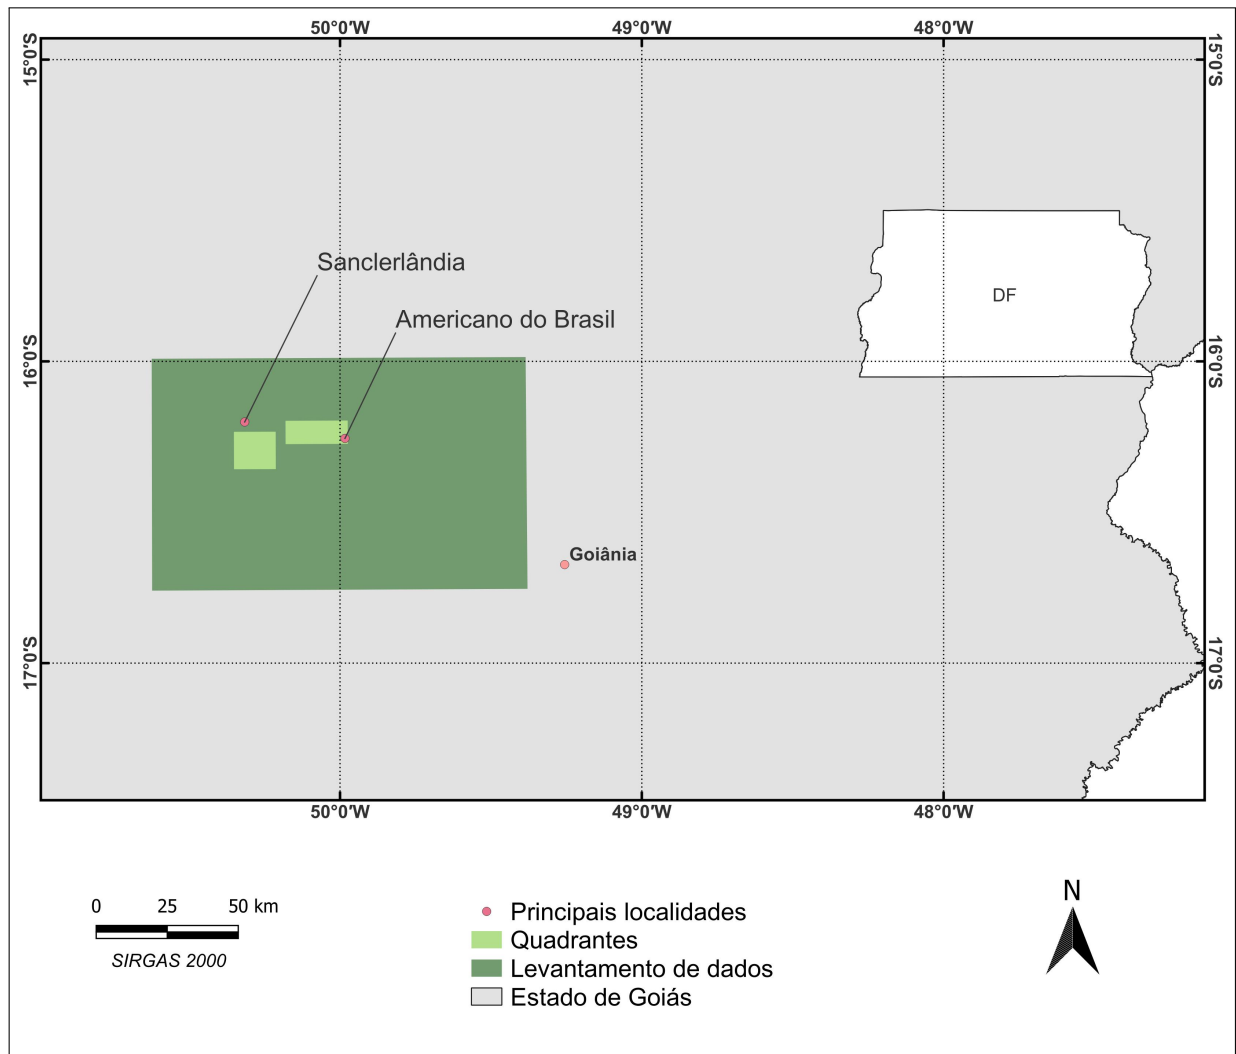 50°0′W 49°0′W 48°0′W
15°0′S 15°0′S
Sanclerlândia
DF
Americano do Brasil
16°0′S 16°0′S
Goiânia
17°0′S 17°0′S
50°0′W 49°0′W 48°0′W
0 25 50 km
SIRGAS 2000
Principais localidades
Quadrantes
Levantamento de dados
Estado de Goiás
N